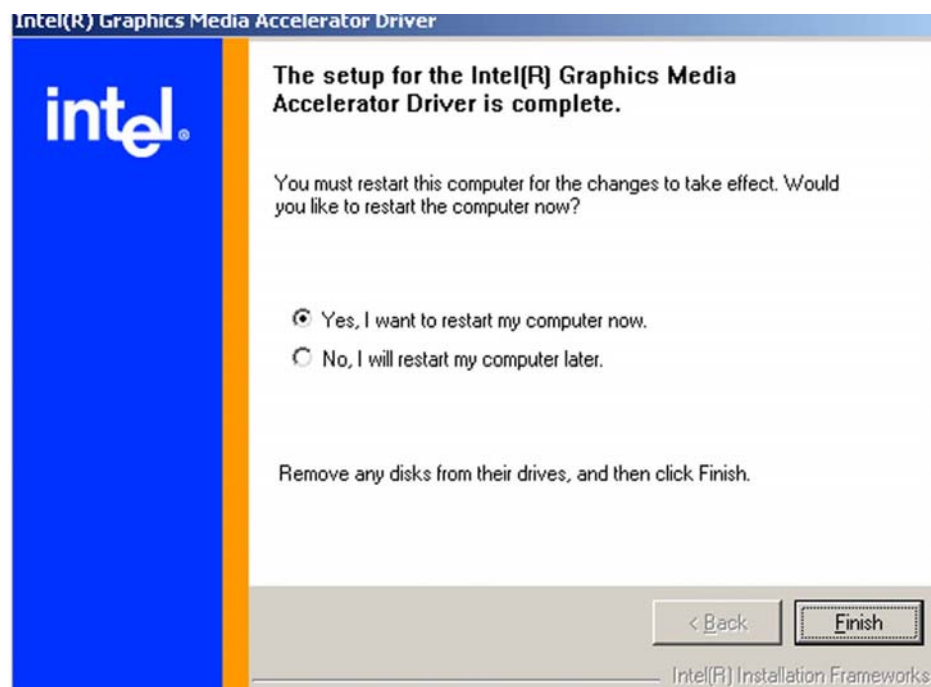 Intel(R) Graphics Media Accelerator Driver
intel®
The setup for the Intel(R) Graphics Media
Accelerator Driver is complete.
You must restart this computer for the changes to take effect. Would
you like to restart the computer now?
Yes, I want to restart my computer now.
No, I will restart my computer later.
Remove any disks from their drives, and then click Finish.
< Back
Finish
Intel(R) Installation Frameworks